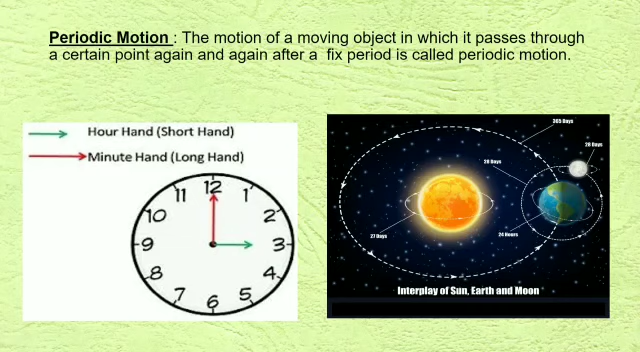 Periodic Motion : The motion of a moving object in which it passes through
a certain point again and again after a fix period is called periodic motion.
Hour Hand (Short Hand)
Minute Hand (Long Hand)
12
1
2
3
4
5
6
7
8
9
10
11
365 Days
28 Days
28 Days
27 Days
24 Hours
Interplay of Sun, Earth and Moon